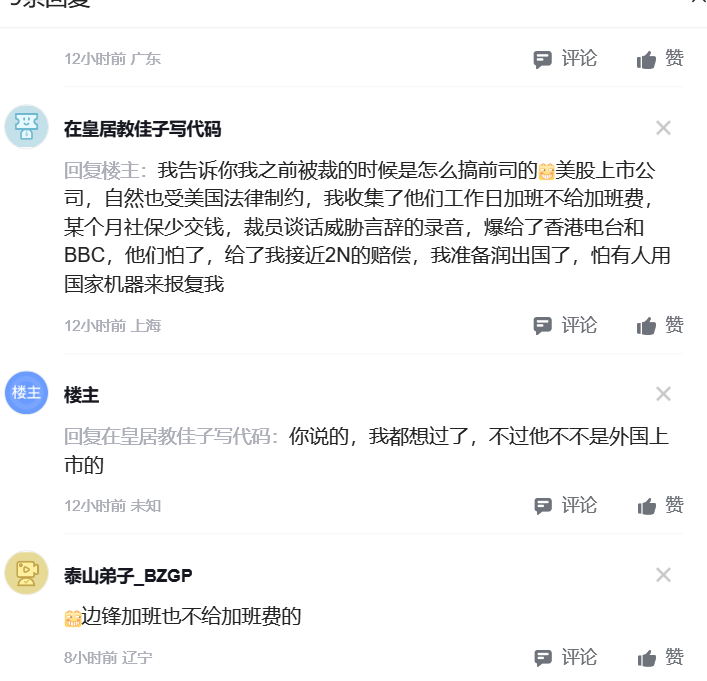 9条回复
12小时前 广东
评论 赞
在皇居教佳子写代码
回复楼主：我告诉你我之前被裁的时候是怎么搞前司的美股上市公
司，自然也受美国法律制约，我收集了他们工作日加班不给加班费，
某个月社保少交钱，裁员谈话威胁言辞的录音，爆给了香港电台和
BBC，他们怕了，给了我接近2N的赔偿，我准备润出国了，怕有人用
国家机器来报复我
12小时前 上海
评论 赞
楼主
楼主
回复在皇居教佳子写代码：你说的，我都想过了，不过他不不是外国上
市的
12小时前 未知
评论 赞
泰山弟子_BZGP
边锋加班也不给加班费的
8小时前 辽宁
评论 赞